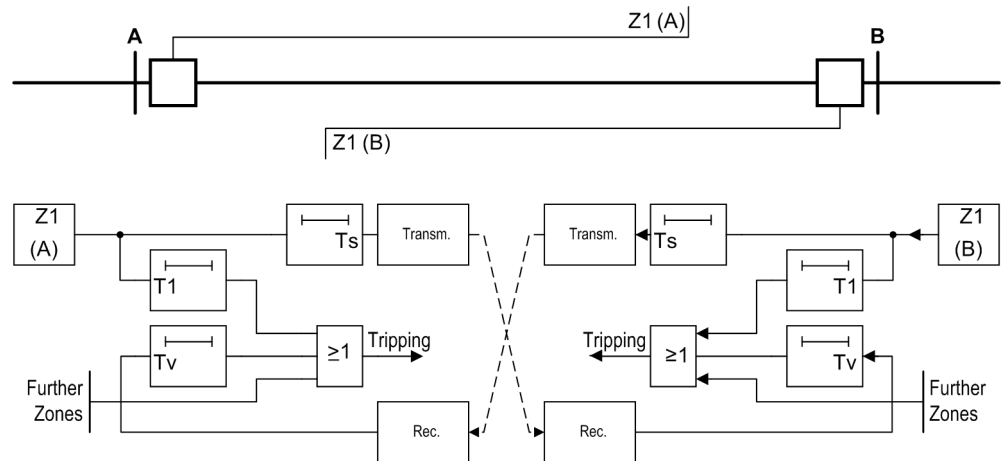 Z1 (A)
A
B
Z1 (B)
Z1
(A)
Ts
Transm.
Transm.
Ts
Z1
(B)
T1
T1
Tv
≥1
Tripping
Tripping
≥1
Tv
Further
Zones
Further
Zones
Rec.
Rec.